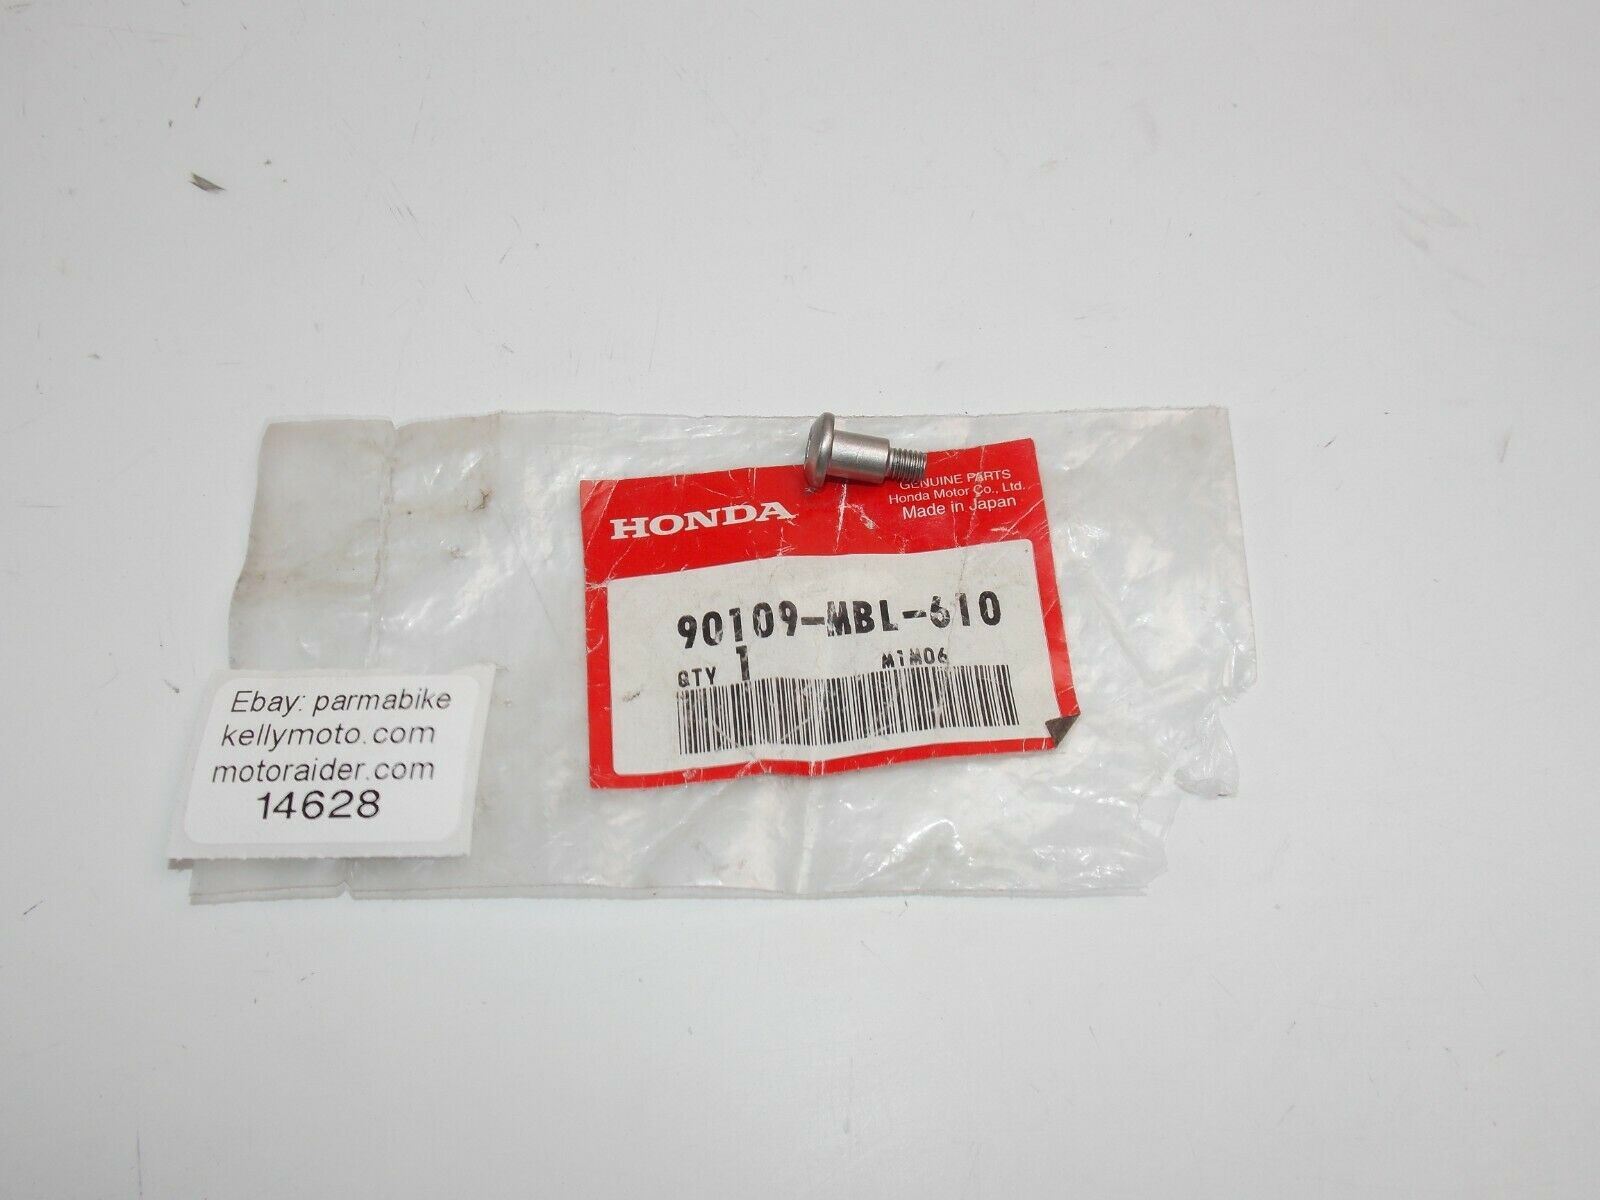 HONDA
GENUINE PARTS
Honda Motor Co., Ltd.
Made in Japan
90109-MBL-610
QTY 1 M1M06
Ebay: parmabike
kellymoto.com
motoraider.com
14628